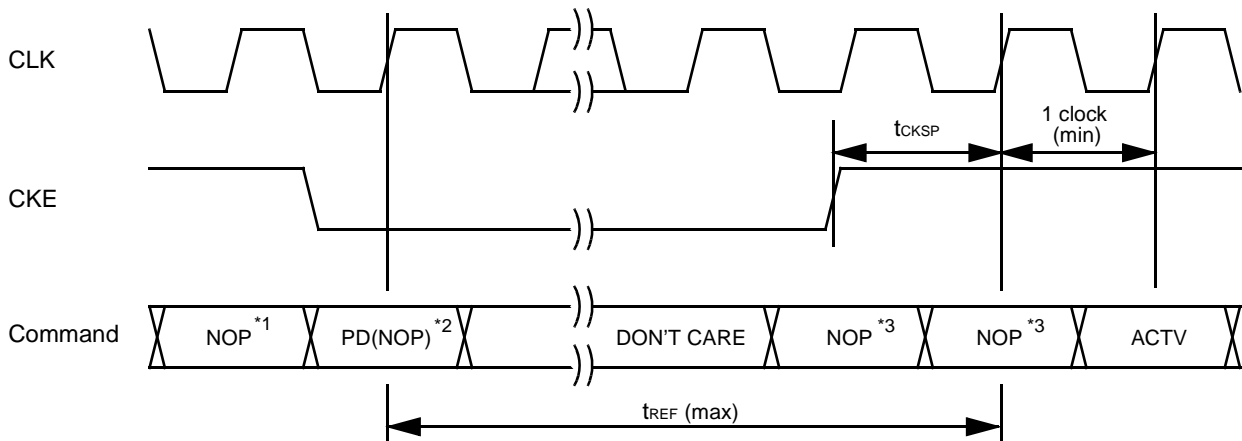 CLK
tCKSP
1 clock
(min)
CKE
Command
NOP *1
PD(NOP) *2
DON'T CARE
NOP *3
NOP *3
ACTV
tREF (max)